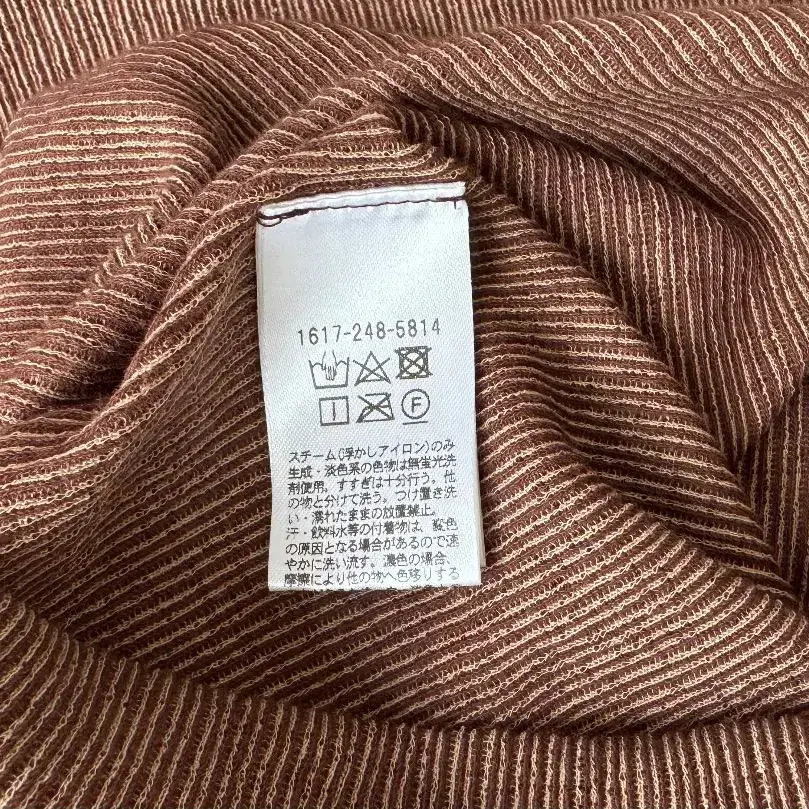 1617-248-5814
F
スチーム(浮かしアイロン)のみ
生成・淡色系の色物は無蛍光洗
剤使用、すすぎは十分行う。他
の物と分けて洗う。つけ置き洗
い・濡れたままの放置禁止。
汗・飲料水等の付着物は、変色
の原因となる場合があるので速
やかに洗い流す。濃色の場合、
摩擦により他の物へ色移りする